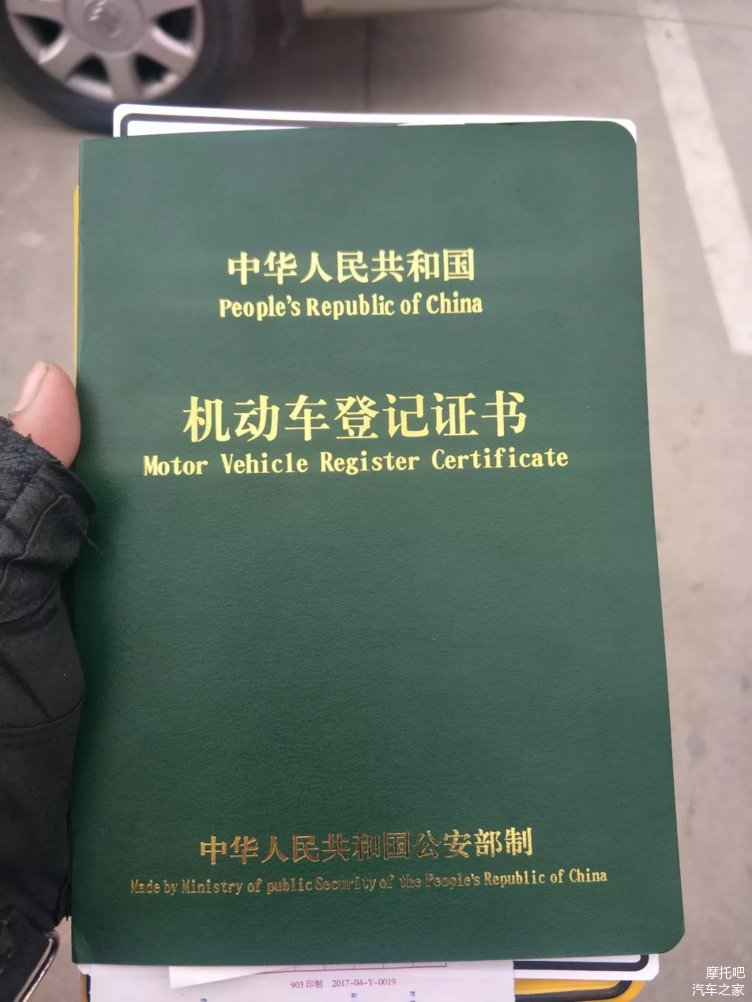 中华人民共和国
People's Republic of China
机动车登记证书
Motor Vehicle Register Certificate
中华人民共和国公安部制
Made by Ministry of public Security of the People's Republic of China
903 印制 2017-04-Y-0019
摩托吧
汽车之家